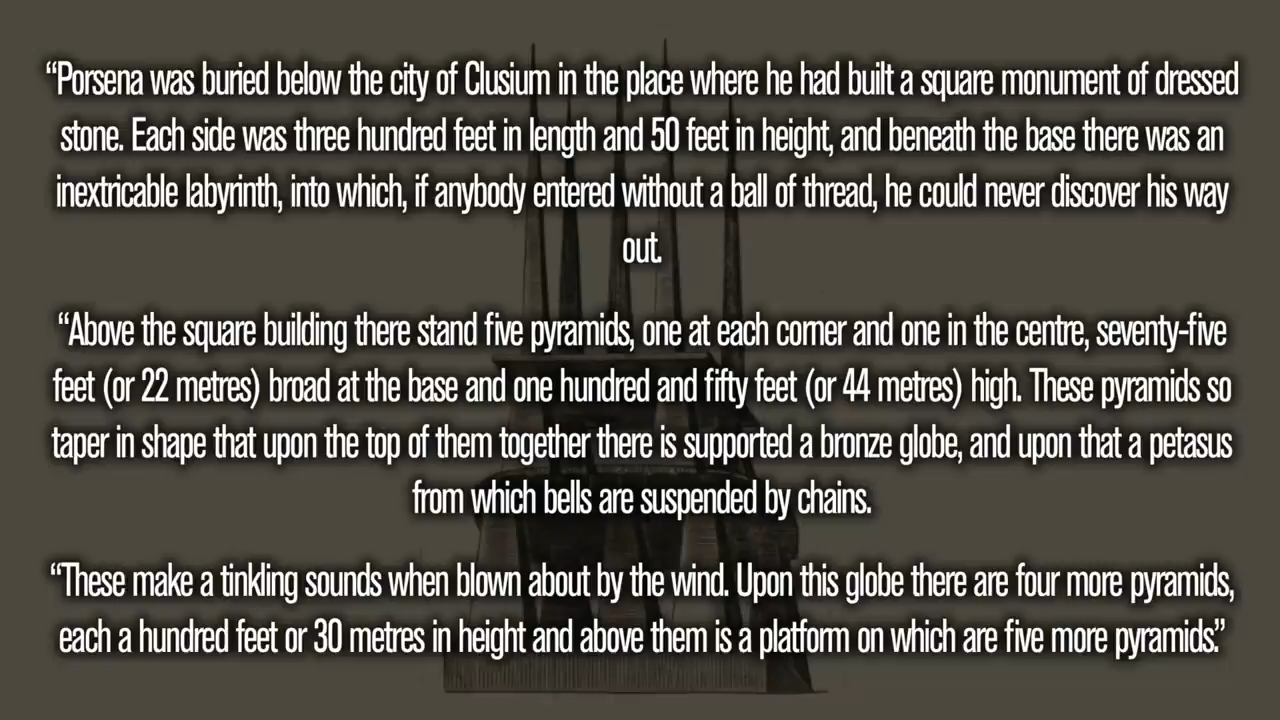 “Porsena was buried below the city of Clusium in the place where he had built a square monument of dressed
stone. Each side was three hundred feet in length and 50 feet in height, and beneath the base there was an
inextricable labyrinth, into which, if anybody entered without a ball of thread, he could never discover his way
out.
“Above the square building there stand five pyramids, one at each corner and one in the centre, seventy-five
feet (or 22 metres) broad at the base and one hundred and fifty feet (or 44 metres) high. These pyramids so
taper in shape that upon the top of them together there is supported a bronze globe, and upon that a petasus
from which bells are suspended by chains.
“These make a tinkling sounds when blown about by the wind. Upon this globe there are four more pyramids,
each a hundred feet or 30 metres in height and above them is a platform on which are five more pyramids.”